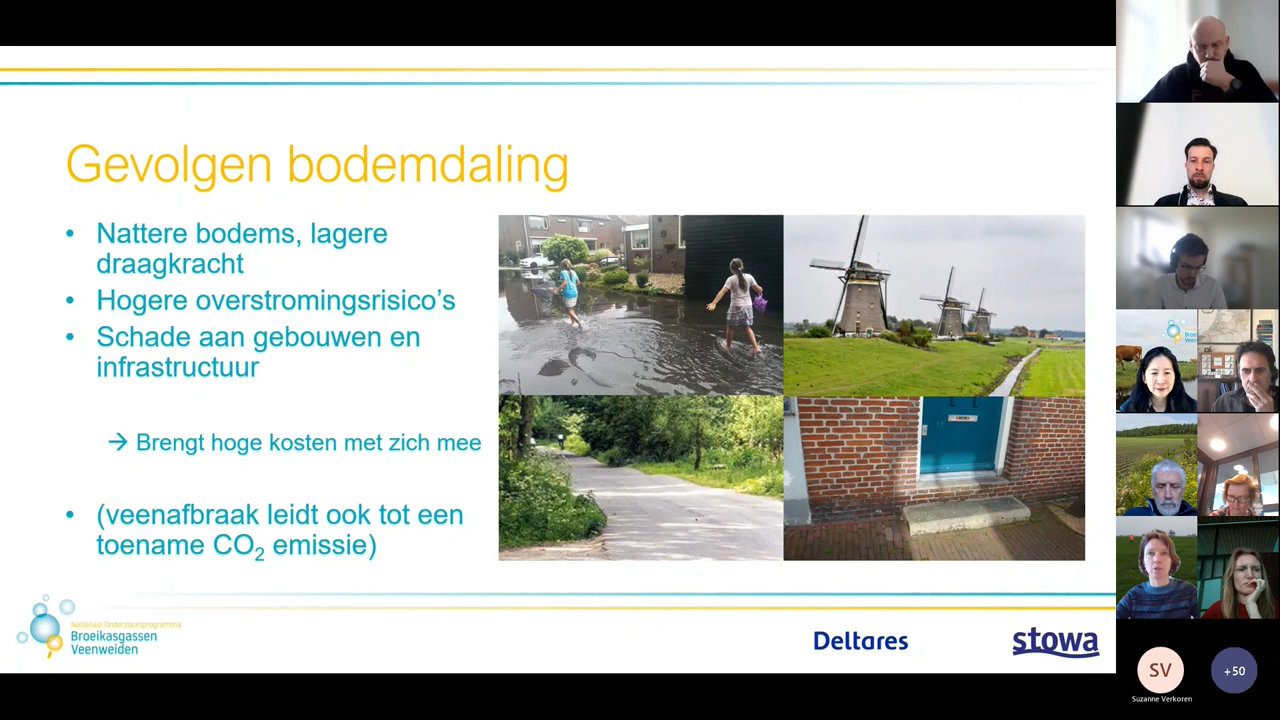 Gevolgen bodemdaling
• Nattere bodems, lagere
draagkracht
• Hogere overstromingsrisico’s
• Schade aan gebouwen en
infrastructuur
→ Brengt hoge kosten met zich mee
• (veenafbraak leidt ook tot een
toename CO₂ emissie)
Nationaal Onderzoeksprogramma
Broeikasgassen
Veenweiden
Deltares
stowa
SV
Suzanne Verkoren
+50